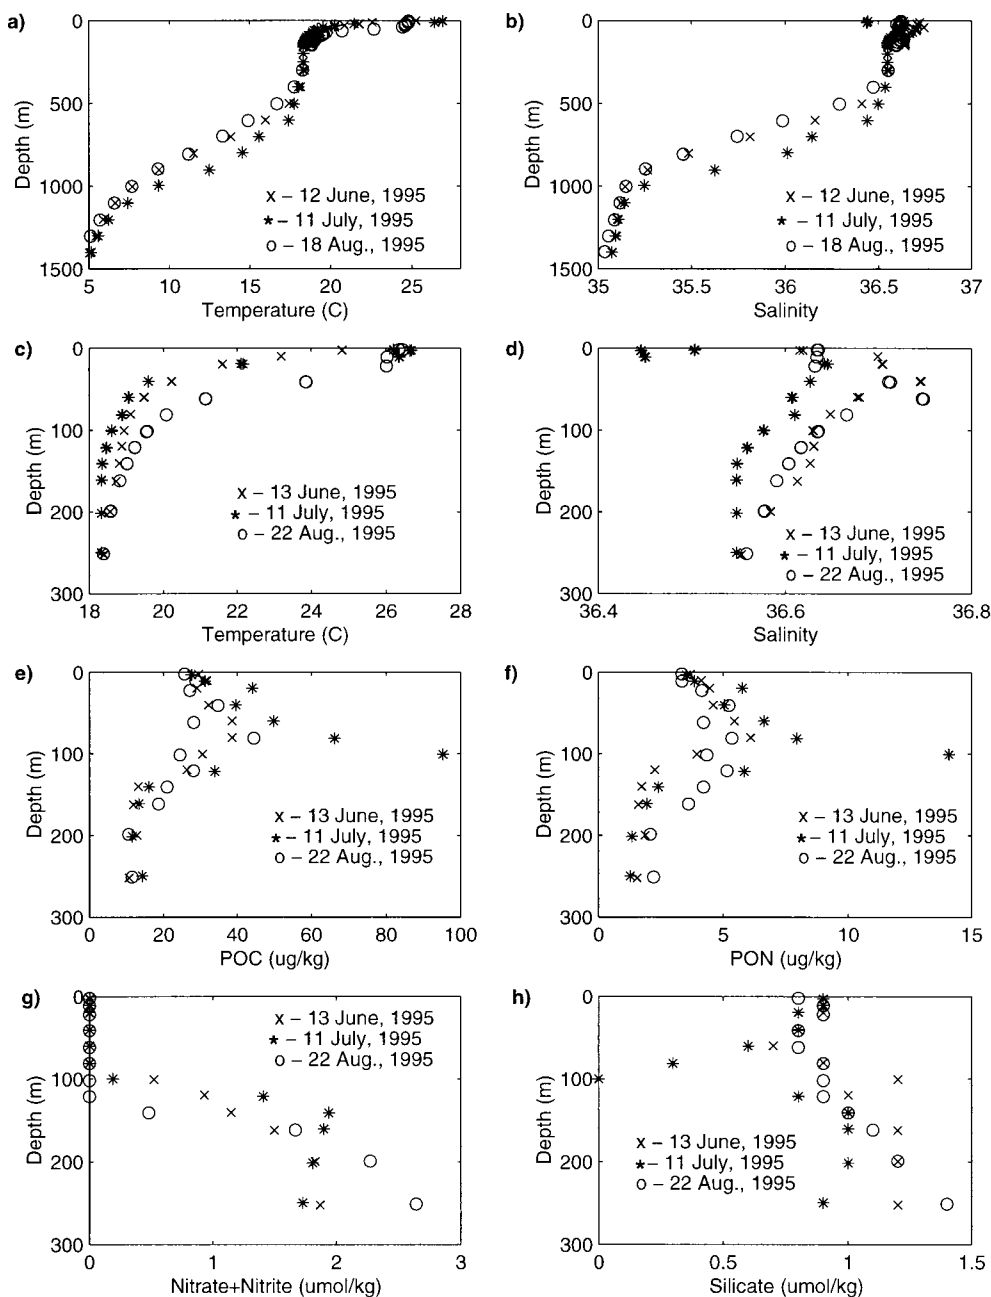 a)
0
500
1000
1500
Depth (m)
5
10
15
20
25
Temperature (C)
x – 12 June, 1995
* – 11 July, 1995
o – 18 Aug., 1995
b)
0
500
1000
1500
Depth (m)
35
35.5
36
36.5
37
Salinity
x – 12 June, 1995
* – 11 July, 1995
o – 18 Aug., 1995
c)
0
100
200
300
Depth (m)
18
20
22
24
26
28
Temperature (C)
x – 13 June, 1995
* – 11 July, 1995
o – 22 Aug., 1995
d)
0
100
200
300
Depth (m)
36.4
36.6
36.8
Salinity
x – 13 June, 1995
* – 11 July, 1995
o – 22 Aug., 1995
e)
0
100
200
300
Depth (m)
0
20
40
60
80
100
POC (ug/kg)
x – 13 June, 1995
* – 11 July, 1995
o – 22 Aug., 1995
f)
0
100
200
300
Depth (m)
0
5
10
15
PON (ug/kg)
x – 13 June, 1995
* – 11 July, 1995
o – 22 Aug., 1995
g)
0
100
200
300
Depth (m)
0
1
2
3
Nitrate+Nitrite (umol/kg)
x – 13 June, 1995
* – 11 July, 1995
o – 22 Aug., 1995
h)
0
100
200
300
Depth (m)
0
0.5
1
1.5
Silicate (umol/kg)
x – 13 June, 1995
* – 11 July, 1995
o – 22 Aug., 1995